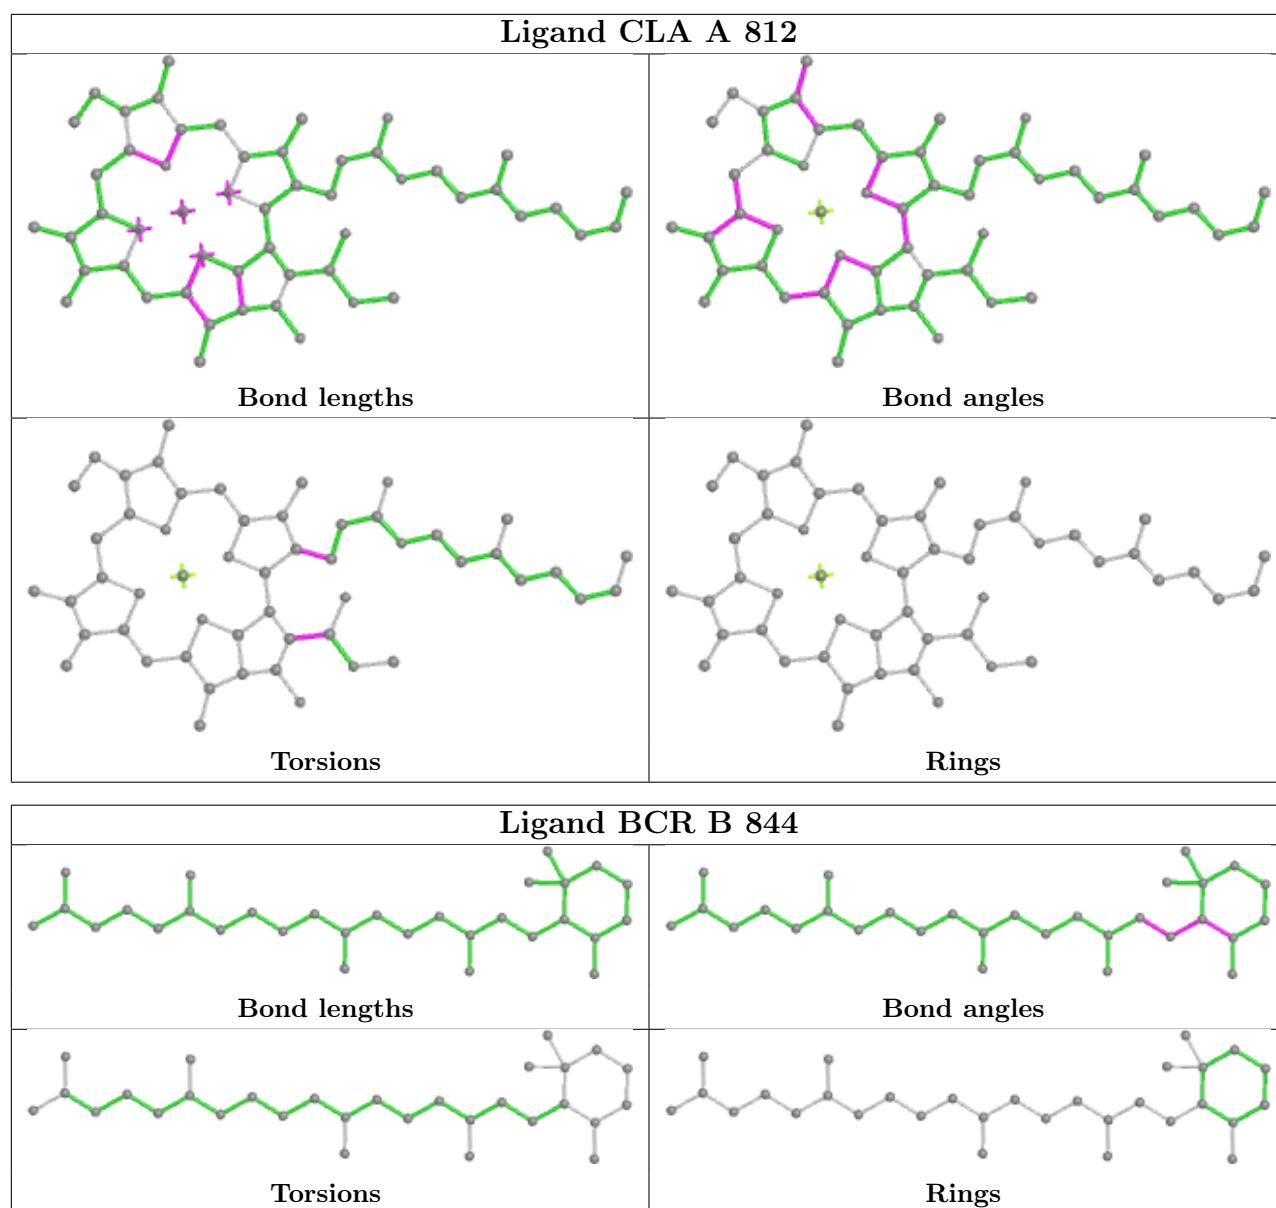 Ligand CLA A 812
Bond lengths
Bond angles
Torsions
Rings
Ligand BCR B 844
Bond lengths
Bond angles
Torsions
Rings